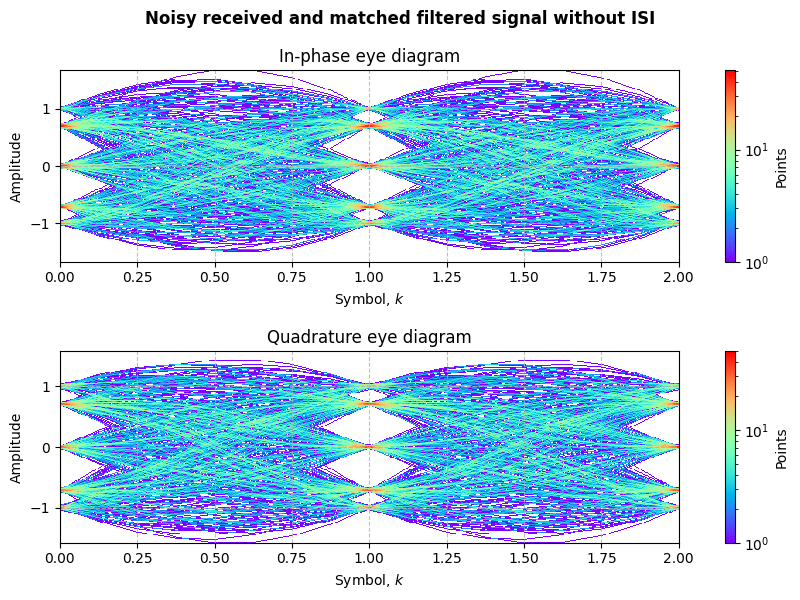 Noisy received and matched filtered signal without ISI
In-phase eye diagram
Amplitude
1
0
−1
0.00 0.25 0.50 0.75 1.00 1.25 1.50 1.75 2.00
Symbol, k
10¹
10⁰
Points
Quadrature eye diagram
Amplitude
1
0
−1
0.00 0.25 0.50 0.75 1.00 1.25 1.50 1.75 2.00
Symbol, k
10¹
10⁰
Points